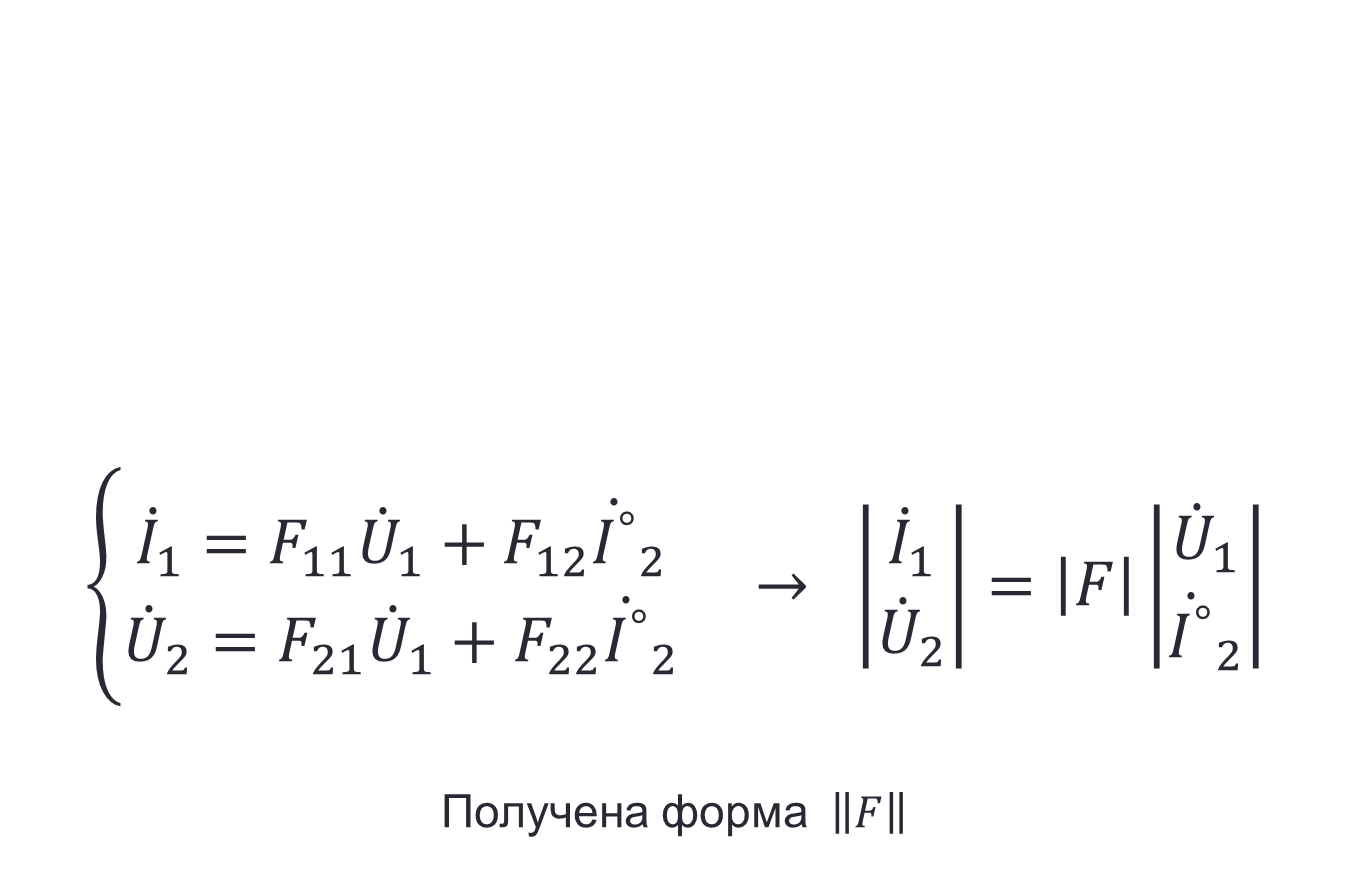 İ₁ = F₁₁U̇₁ + F₁₂İ°₂ → |İ₁| = |F| |U̇₁|
U̇₂ = F₂₁U̇₁ + F₂₂İ°₂ |U̇₂| |İ°₂|
Получена форма ||F||